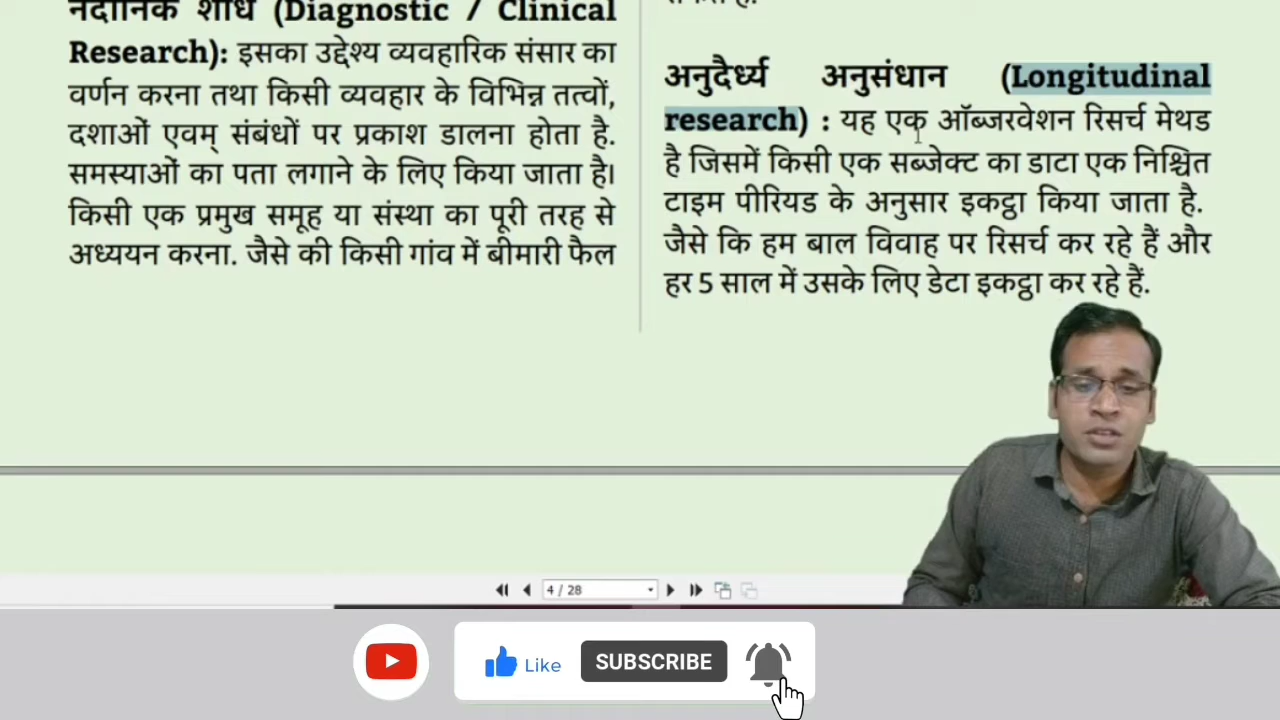 नैदानिक शोध (Diagnostic / Clinical
Research): इसका उद्देश्य व्यवहारिक संसार का
वर्णन करना तथा किसी व्यवहार के विभिन्न तत्वों,
दशाओं एवम् संबंधों पर प्रकाश डालना होता है.
समस्याओं का पता लगाने के लिए किया जाता है।
किसी एक प्रमुख समूह या संस्था का पूरी तरह से
अध्ययन करना. जैसे की किसी गांव में बीमारी फैल
अनुदैर्ध्य अनुसंधान (Longitudinal
research) : यह एक ऑब्जरवेशन रिसर्च मेथड
है जिसमें किसी एक सब्जेक्ट का डाटा एक निश्चित
टाइम पीरियड के अनुसार इकट्ठा किया जाता है.
जैसे कि हम बाल विवाह पर रिसर्च कर रहे हैं और
हर 5 साल में उसके लिए डेटा इकट्ठा कर रहे हैं.
4 / 28
Like
SUBSCRIBE